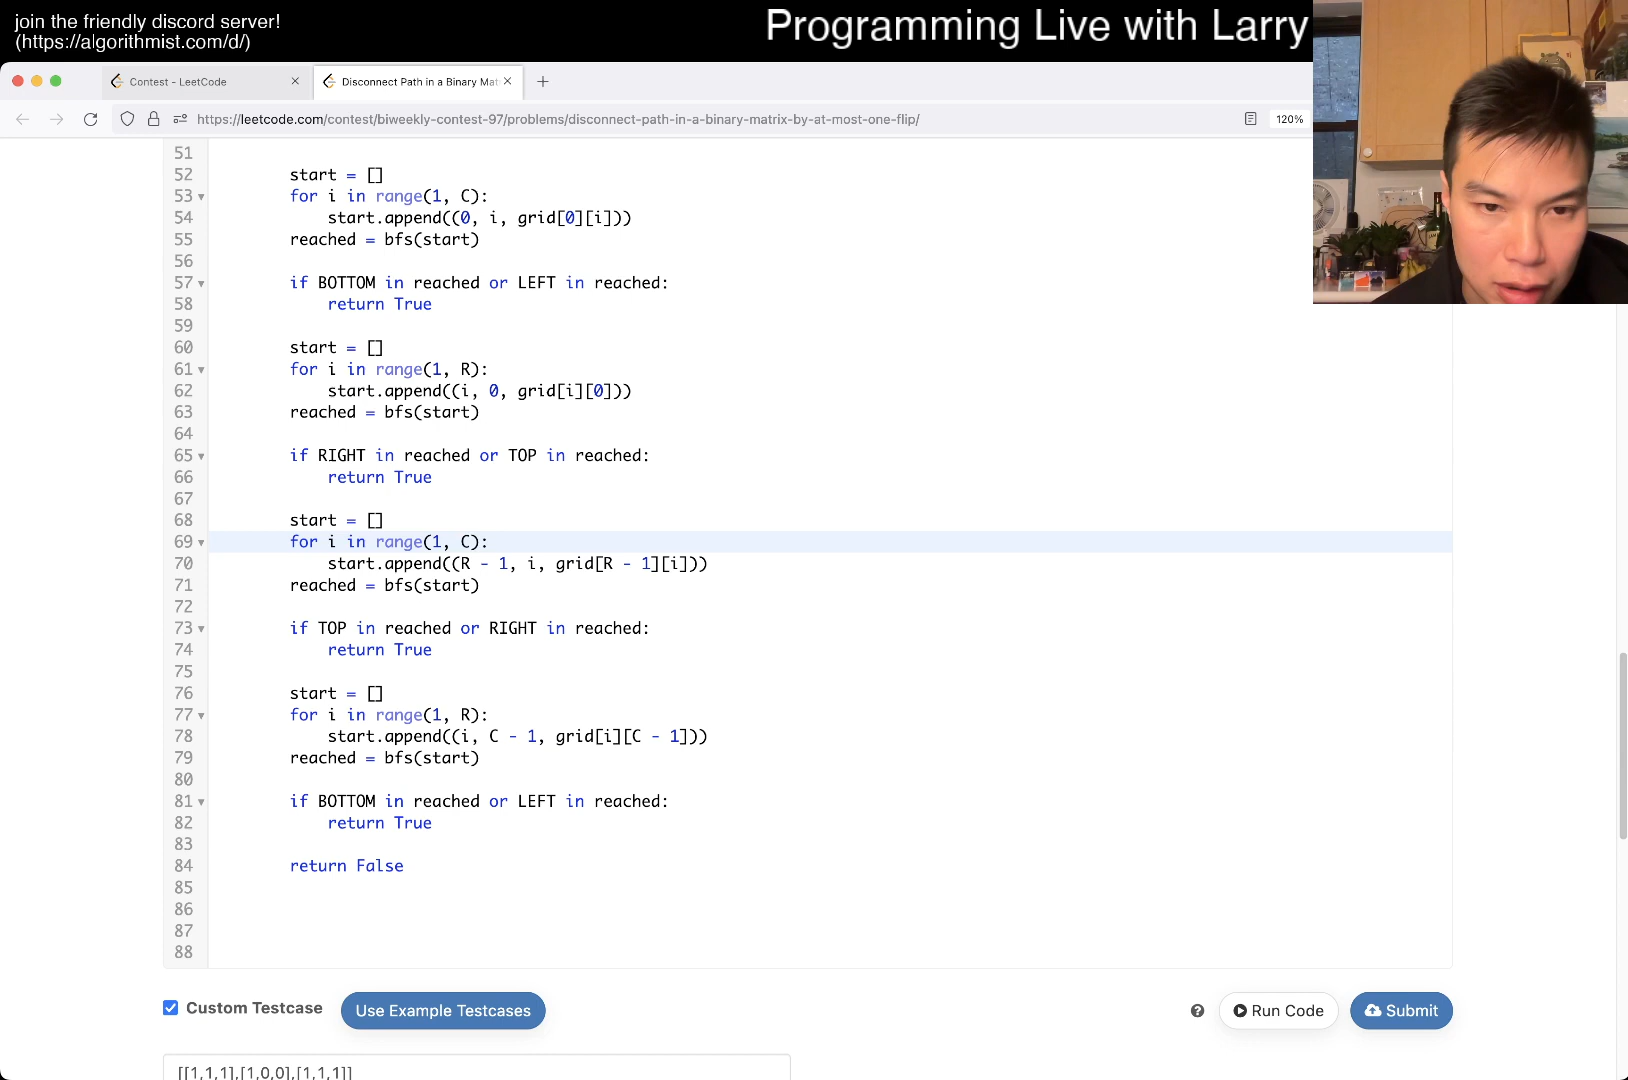 join the friendly discord server!
(https://algorithmist.com/d/)
Programming Live with Larry
Contest - LeetCode
Disconnect Path in a Binary Mat
https://leetcode.com/contest/biweekly-contest-97/problems/disconnect-path-in-a-binary-matrix-by-at-most-one-flip/
120%
51
52 start = []
53 for i in range(1, C):
54 start.append((0, i, grid[0][i]))
55 reached = bfs(start)
56
57 if BOTTOM in reached or LEFT in reached:
58 return True
59
60 start = []
61 for i in range(1, R):
62 start.append((i, 0, grid[i][0]))
63 reached = bfs(start)
64
65 if RIGHT in reached or TOP in reached:
66 return True
67
68 start = []
69 for i in range(1, C):
70 start.append((R - 1, i, grid[R - 1][i]))
71 reached = bfs(start)
72
73 if TOP in reached or RIGHT in reached:
74 return True
75
76 start = []
77 for i in range(1, R):
78 start.append((i, C - 1, grid[i][C - 1]))
79 reached = bfs(start)
80
81 if BOTTOM in reached or LEFT in reached:
82 return True
83
84 return False
85
86
87
88
Custom Testcase
Use Example Testcases
Run Code
Submit
[[1,1,1],[1,0,0],[1,1,1]]